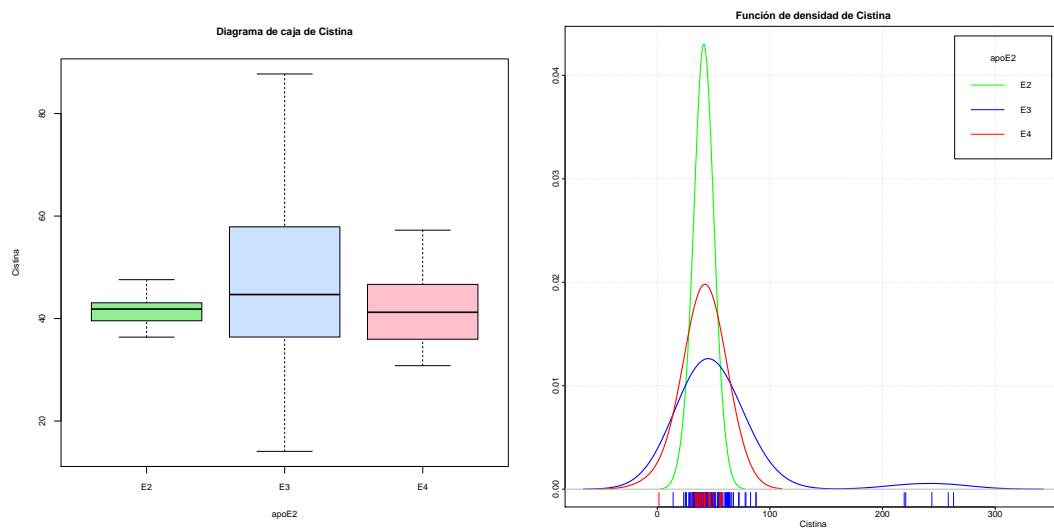 Diagrama de caja de Cistina
Cistina
80
60
40
20
E2
E3
E4
apoE2
Función de densidad de Cistina
apoE2
E2
E3
E4
0.04
0.03
0.02
0.01
0.00
0
100
200
300
Cistina